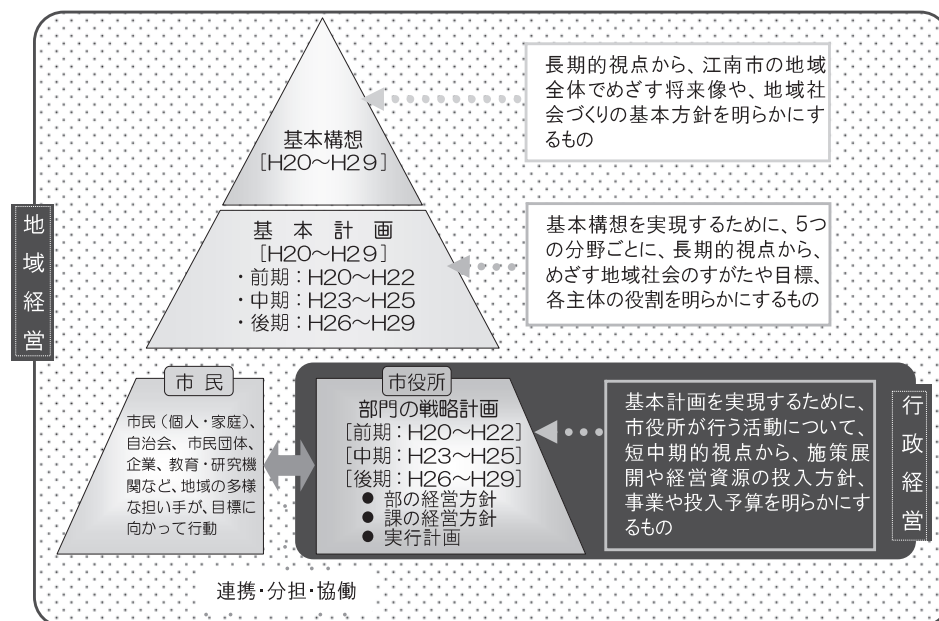 長期的視点から、江南市の地域
全体でめざす将来像や、地域社
会づくりの基本方針を明らかにす
るもの
基本構想
[H20〜H29]
地域経営
基本計画
[H20〜H29]
・前期：H20〜H22
・中期：H23〜H25
・後期：H26〜H29
基本構想を実現するために、5つ
の分野ごとに、長期的視点から、
めざす地域社会のすがたや目標、
各主体の役割を明らかにするもの
市民
市民（個人・家庭）、
自治会、市民団体、
企業、教育・研究機
関など、地域の多様
な担い手が、目標に
向かって行動
市役所
部門の戦略計画
[前期：H20〜H22]
[中期：H23〜H25]
[後期：H26〜H29]
● 部の経営方針
● 課の経営方針
● 実行計画
基本計画を実現するために、
市役所が行う活動について、
短中期的視点から、施策展
開や経営資源の投入方針、
事業や投入予算を明らかにす
るもの
行政経営
連携・分担・協働